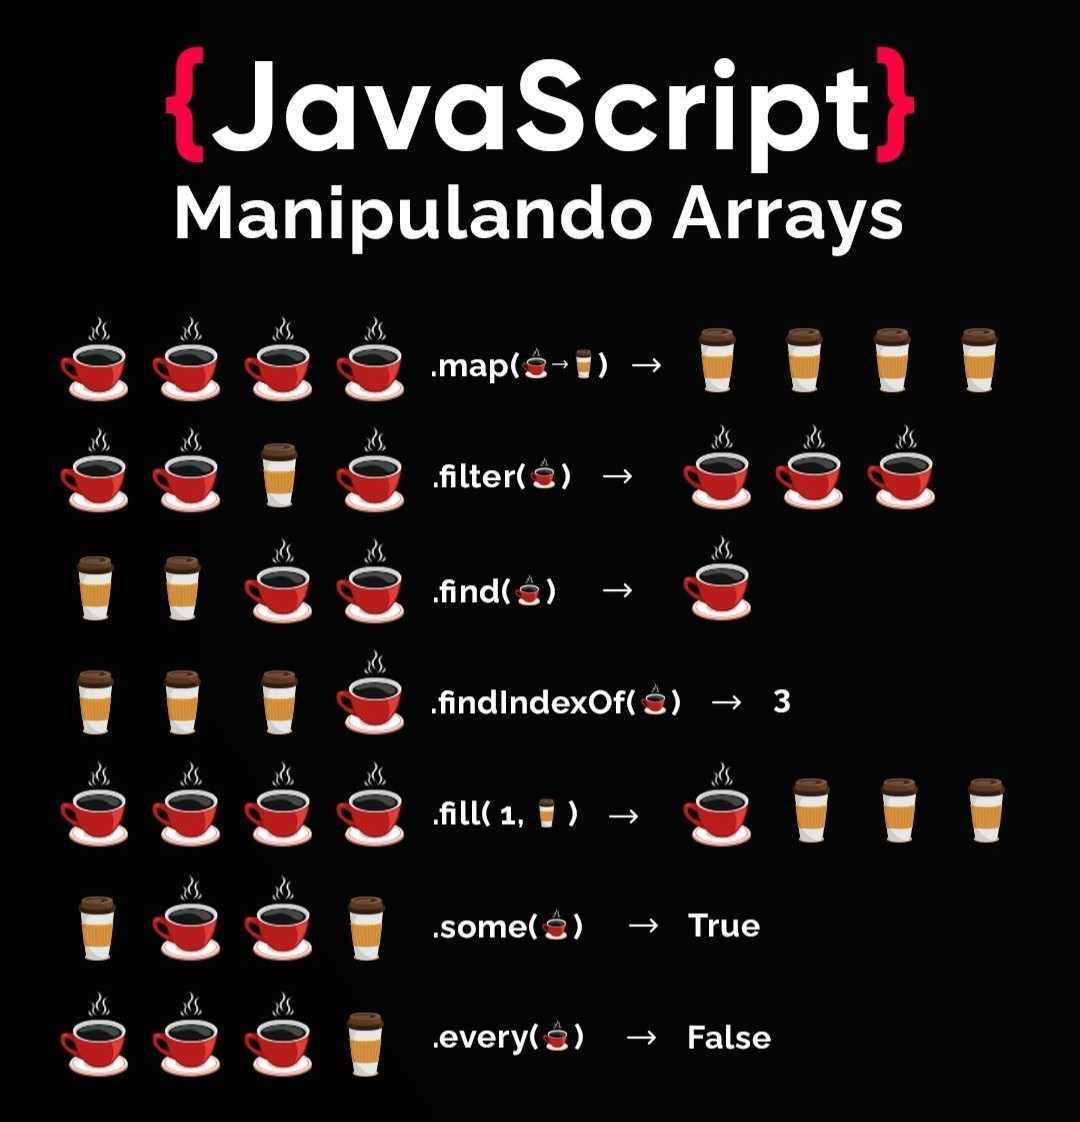 {JavaScript}
Manipulando Arrays
.map( → ) →
.filter( ) →
.find( ) →
.findIndexOf( ) → 3
.fill( 1, ) →
.some( ) → True
.every( ) → False